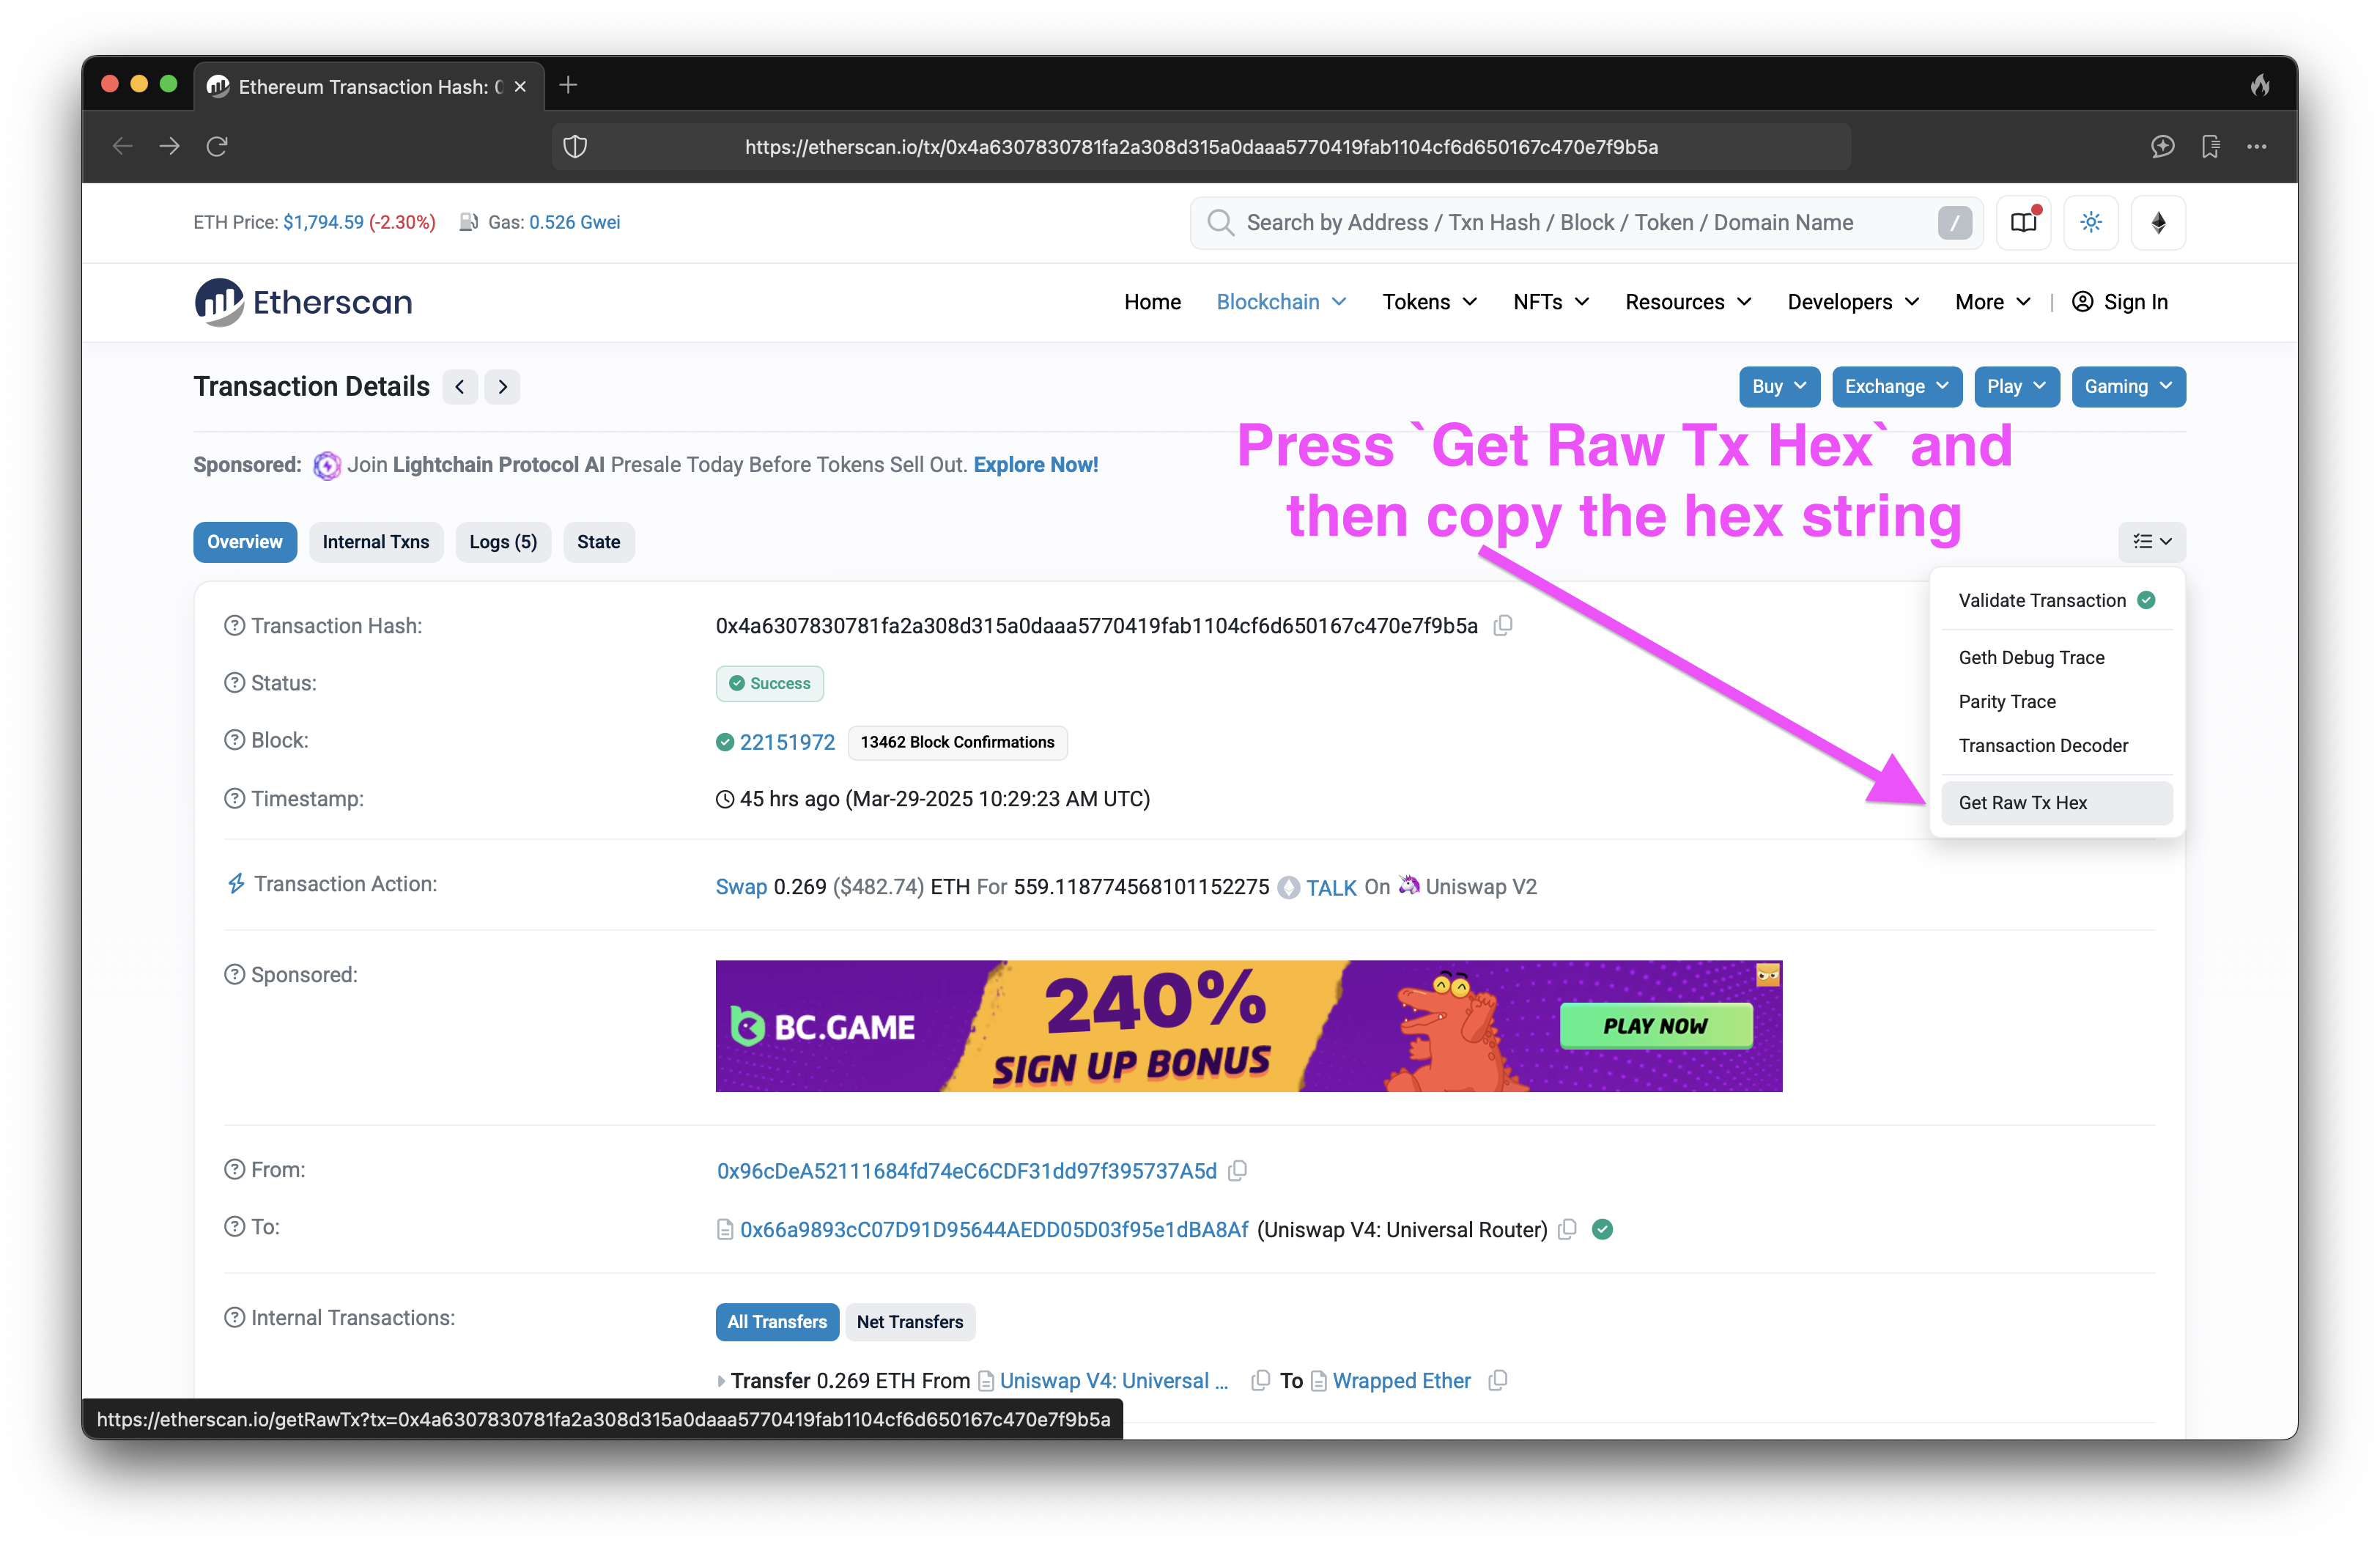 Ethereum Transaction Hash: 0
https://etherscan.io/tx/0x4a6307830781fa2a308d315a0daaa5770419fab1104cf6d650167c470e7f9b5a
ETH Price: $1,794.59 (-2.30%) Gas: 0.526 Gwei
Search by Address / Txn Hash / Block / Token / Domain Name /
Etherscan
Home Blockchain Tokens NFTs Resources Developers More | Sign In
Transaction Details
Buy Exchange Play Gaming
Sponsored: Join Lightchain Protocol AI Presale Today Before Tokens Sell Out. Explore Now!
Press `Get Raw Tx Hex` and
then copy the hex string
Overview Internal Txns Logs (5) State
Validate Transaction
Geth Debug Trace
Parity Trace
Transaction Decoder
Get Raw Tx Hex
Transaction Hash: 0x4a6307830781fa2a308d315a0daaa5770419fab1104cf6d650167c470e7f9b5a
Status: Success
Block: 22151972 13462 Block Confirmations
Timestamp: 45 hrs ago (Mar-29-2025 10:29:23 AM UTC)
Transaction Action: Swap 0.269 ($482.74) ETH For 559.118774568101152275 TALK On Uniswap V2
Sponsored:
BC.GAME
240%
SIGN UP BONUS
PLAY NOW
From: 0x96cDeA52111684fd74eC6CDF31dd97f395737A5d
To: 0x66a9893cC07D91D95644AEDD05D03f95e1dBA8Af (Uniswap V4: Universal Router)
Internal Transactions: All Transfers Net Transfers
Transfer 0.269 ETH From Uniswap V4: Universal ... To Wrapped Ether
https://etherscan.io/getRawTx?tx=0x4a6307830781fa2a308d315a0daaa5770419fab1104cf6d650167c470e7f9b5a